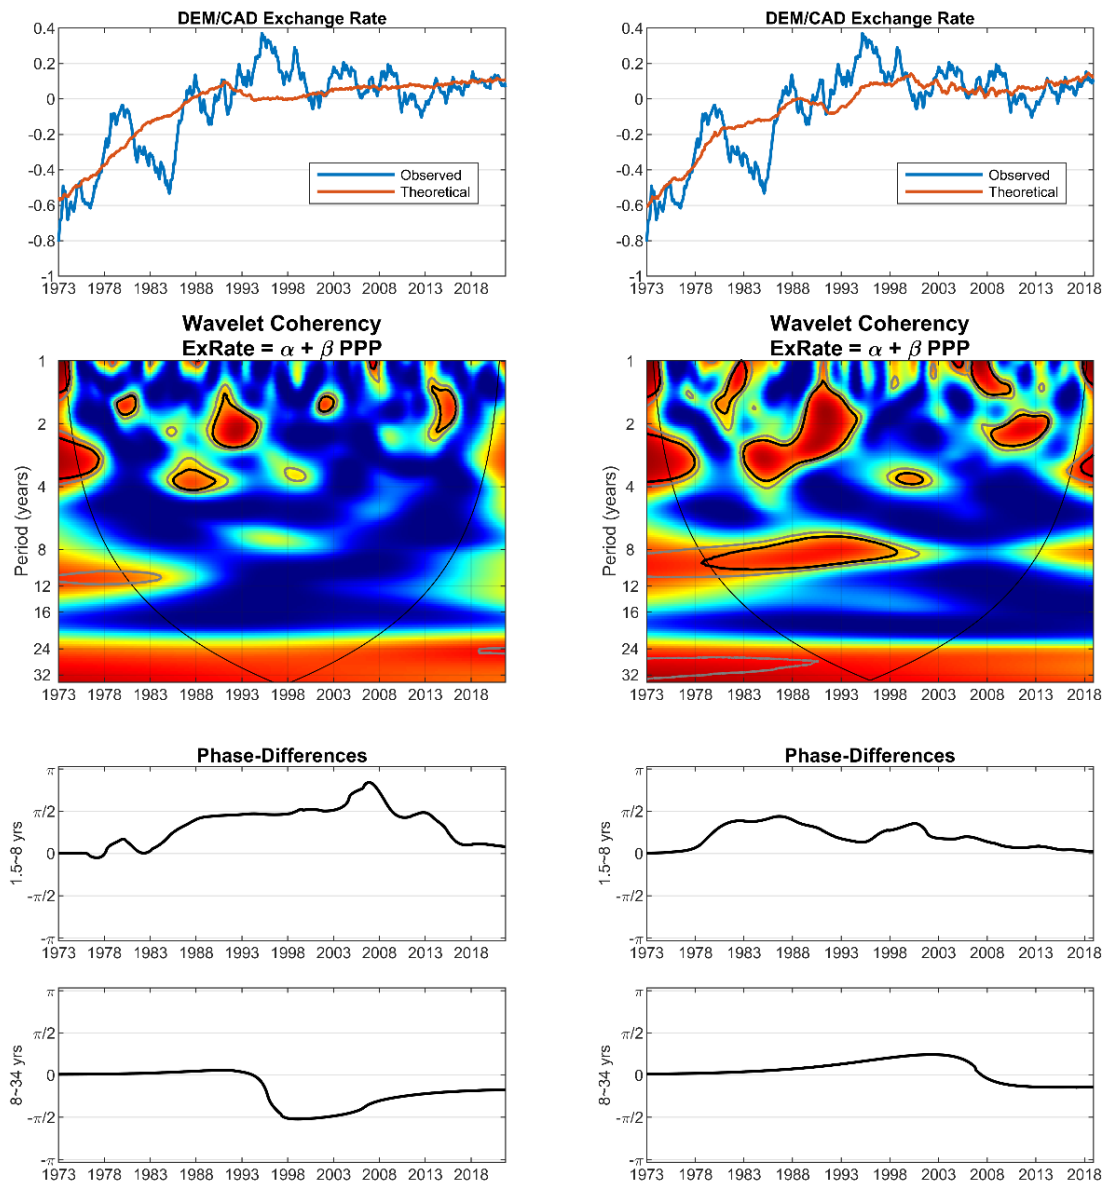 DEM/CAD Exchange Rate
0.4
0.2
0
-0.2
-0.4
-0.6
-0.8
-1
Observed
Theoretical
1973 1978 1983 1988 1993 1998 2003 2008 2013 2018
Wavelet Coherency
ExRate = α + β PPP
Period (years)
1
2
4
8
12
16
24
32
1973 1978 1983 1988 1993 1998 2003 2008 2013 2018
Phase-Differences
1.5~8 yrs
π
π/2
0
-π/2
-π
1973 1978 1983 1988 1993 1998 2003 2008 2013 2018
8~34 yrs
π
π/2
0
-π/2
-π
1973 1978 1983 1988 1993 1998 2003 2008 2013 2018
DEM/CAD Exchange Rate
0.4
0.2
0
-0.2
-0.4
-0.6
-0.8
-1
Observed
Theoretical
1973 1978 1983 1988 1993 1998 2003 2008 2013 2018
Wavelet Coherency
ExRate = α + β PPP
Period (years)
1
2
4
8
12
16
24
32
1973 1978 1983 1988 1993 1998 2003 2008 2013 2018
Phase-Differences
1.5~8 yrs
π
π/2
0
-π/2
-π
1973 1978 1983 1988 1993 1998 2003 2008 2013 2018
8~34 yrs
π
π/2
0
-π/2
-π
1973 1978 1983 1988 1993 1998 2003 2008 2013 2018